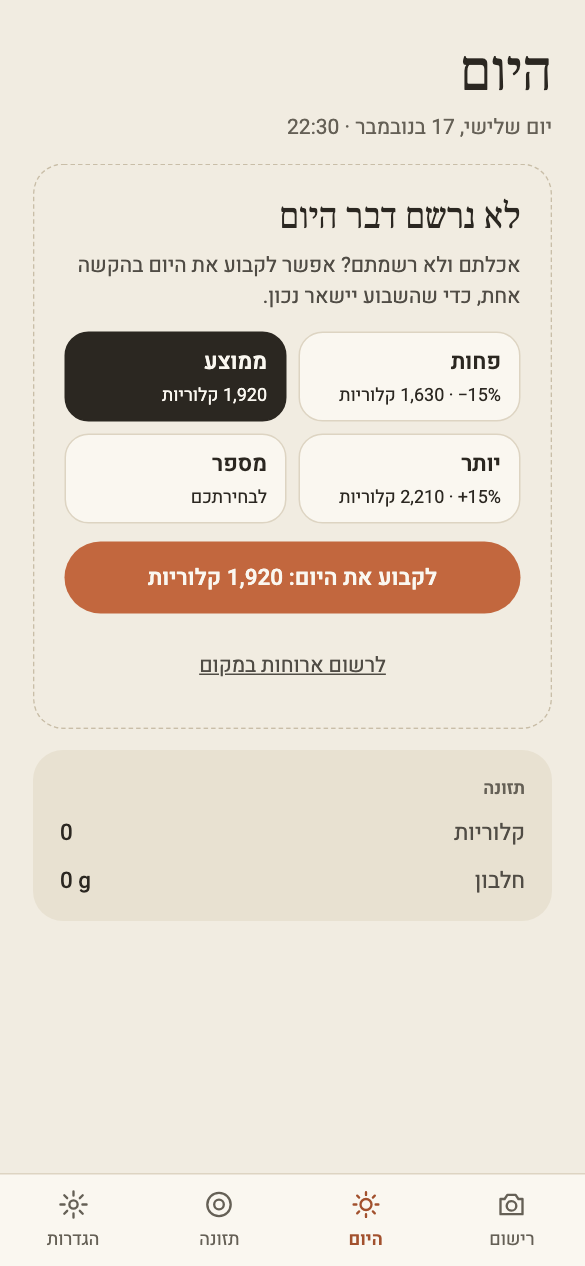 היום
יום שלישי, 17 בנובמבר · 22:30
לא נרשם דבר היום
אכלתם ולא רשמתם? אפשר לקבוע את היום בהקשה
אחת, כדי שהשבוע יישאר נכון.
פחות
−15% · 1,630 קלוריות
ממוצע
1,920 קלוריות
יותר
+15% · 2,210 קלוריות
מספר
לבחירתכם
לקבוע את היום: 1,920 קלוריות
לרשום ארוחות במקום
תזונה
קלוריות 0
חלבון 0 g
רישום
היום
תזונה
הגדרות